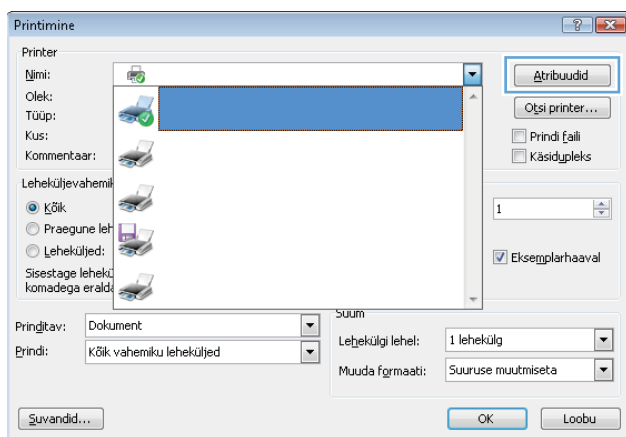 Printimine
Printer
Nimi:
Atribuudid
Olek:
Otsi printer...
Tüüp:
Kus:
Prindi faili
Kommentaar:
Käsidupleks
Leheküljevahemik
Kõik
1
Praegune leh
Leheküljed:
Eksemplarhaaval
Sisestage lehekü
komadega eralda
Prinditav: Dokument
Suum
Prindi: Kõik vahemiku leheküljed
Lehekülgi lehel: 1 lehekülg
Muuda formaati: Suuruse muutmiseta
Suvandid...
OK
Loobu